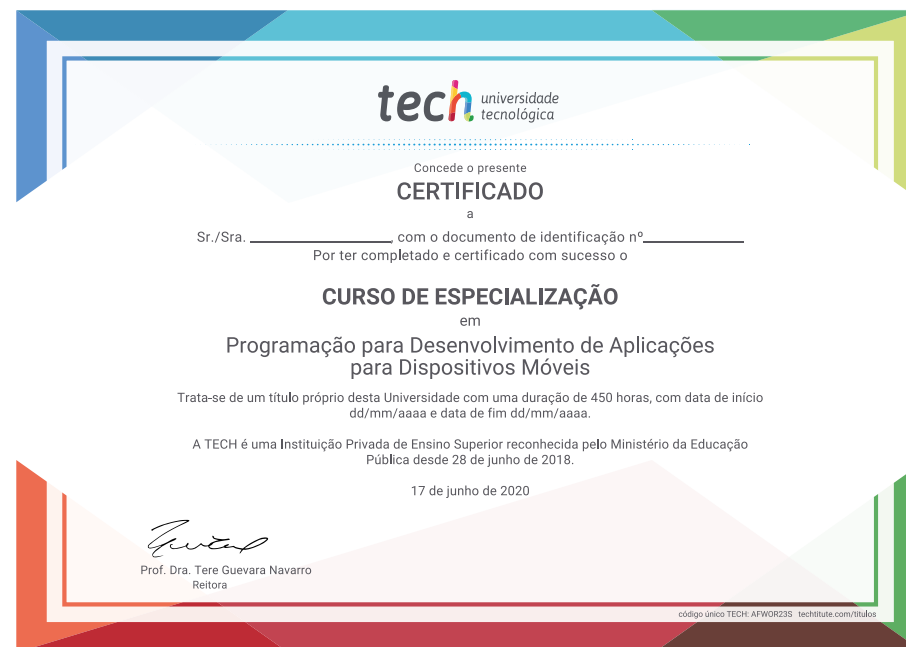 tech universidade
tecnológica
Concede o presente
CERTIFICADO
a
Sr./Sra. ____________________, com o documento de identificação nº______________
Por ter completado e certificado com sucesso o
CURSO DE ESPECIALIZAÇÃO
em
Programação para Desenvolvimento de Aplicações
para Dispositivos Móveis
Trata-se de um título próprio desta Universidade com uma duração de 450 horas, com data de início
dd/mm/aaaa e data de fim dd/mm/aaaa.
A TECH é uma Instituição Privada de Ensino Superior reconhecida pelo Ministério da Educação
Pública desde 28 de junho de 2018.
17 de junho de 2020
Prof. Dra. Tere Guevara Navarro
Reitora
código único TECH: AFWOR23S techtitute.com/titulos